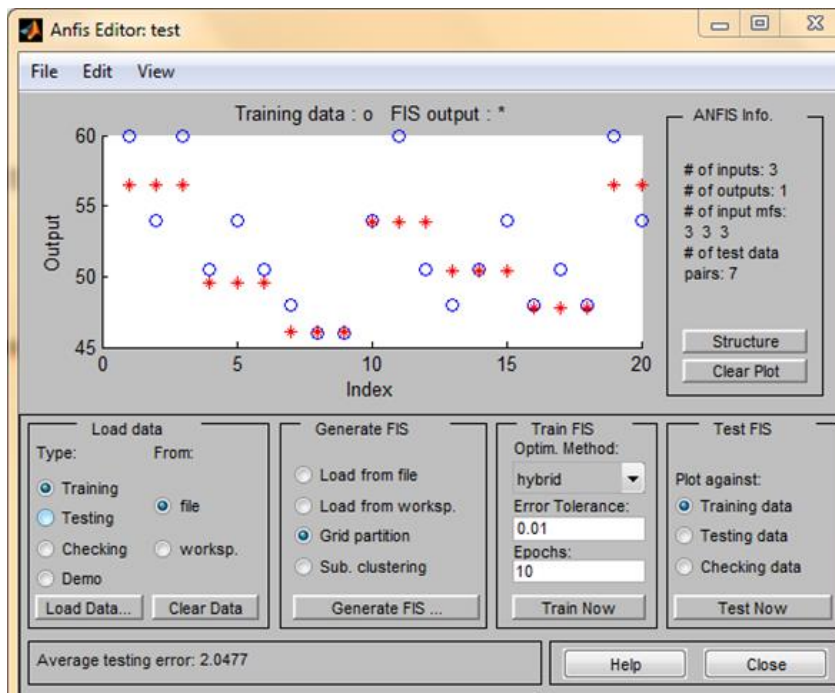 Anfis Editor: test
File Edit View
Training data : o FIS output : *
60
55
50
45
Output
0 5 10 15 20
Index
ANFIS Info.
# of inputs: 3
# of outputs: 1
# of input mfs:
3 3 3
# of test data
pairs: 7
Structure
Clear Plot
Load data
Type: From:
Training
Testing
Checking
Demo
file
worksp.
Load Data... Clear Data
Generate FIS
Load from file
Load from worksp.
Grid partition
Sub. clustering
Generate FIS ...
Train FIS
Optim. Method:
hybrid
Error Tolerance:
0.01
Epochs:
10
Train Now
Test FIS
Plot against:
Training data
Testing data
Checking data
Test Now
Average testing error: 2.0477
Help Close